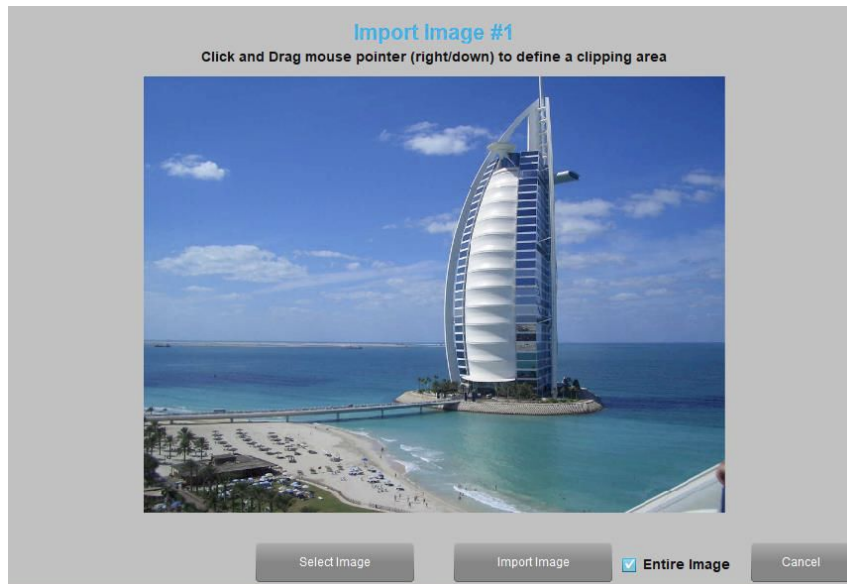 Import Image #1
Click and Drag mouse pointer (right/down) to define a clipping area
Select Image
Import Image
Entire Image
Cancel